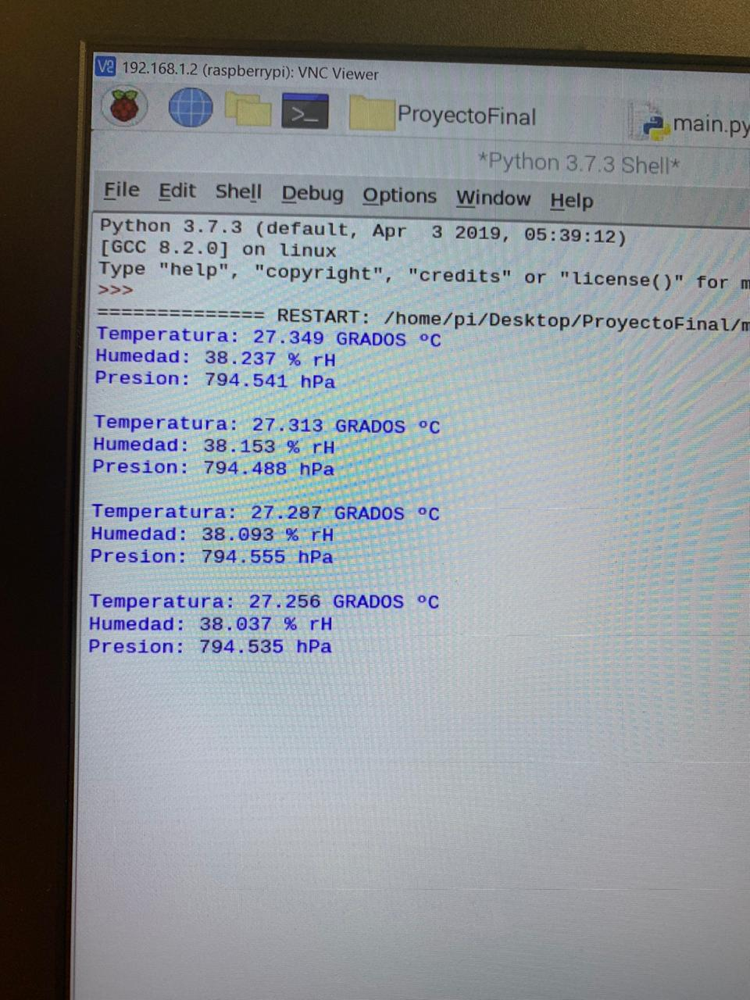 V2 192.168.1.2 (raspberrypi): VNC Viewer
>_ ProyectoFinal main.py
*Python 3.7.3 Shell*
File Edit Shell Debug Options Window Help
Python 3.7.3 (default, Apr  3 2019, 05:39:12)
[GCC 8.2.0] on linux
Type "help", "copyright", "credits" or "license()" for m
>>>
============== RESTART: /home/pi/Desktop/ProyectoFinal/m
Temperatura: 27.349 GRADOS ºC
Humedad: 38.237 % rH
Presion: 794.541 hPa
Temperatura: 27.313 GRADOS ºC
Humedad: 38.153 % rH
Presion: 794.488 hPa
Temperatura: 27.287 GRADOS ºC
Humedad: 38.093 % rH
Presion: 794.555 hPa
Temperatura: 27.256 GRADOS ºC
Humedad: 38.037 % rH
Presion: 794.535 hPa